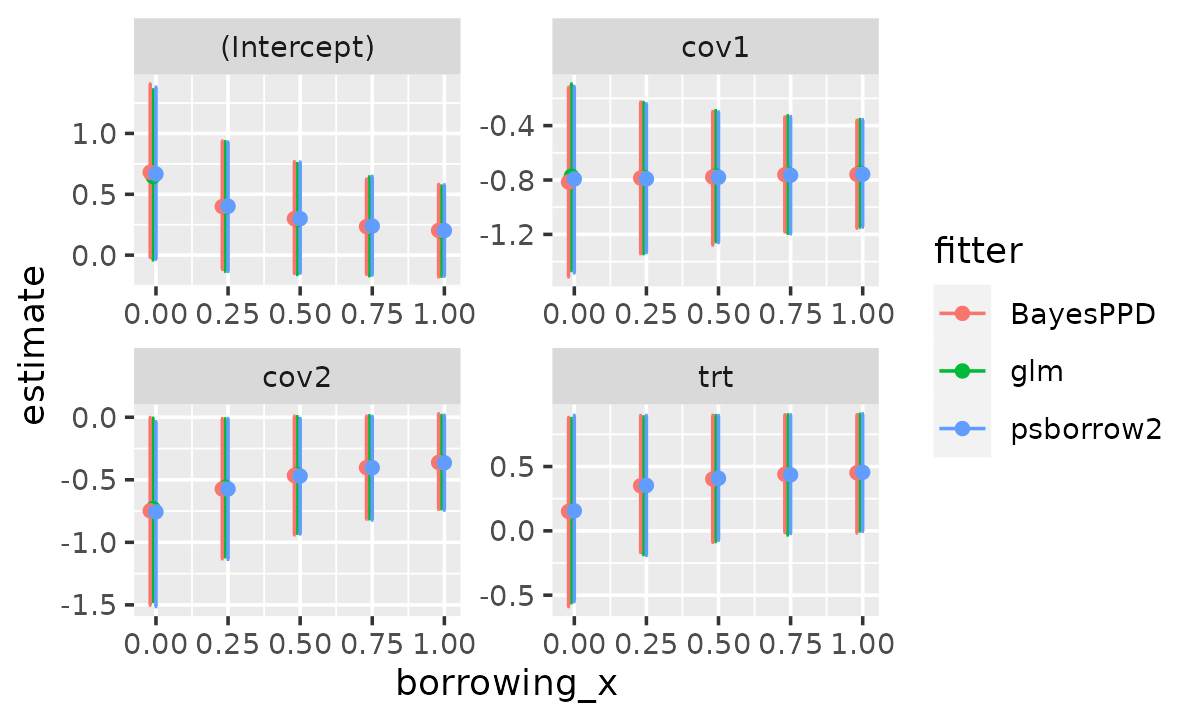 (Intercept)
cov1
1.0
0.5
0.0
-0.4
-0.8
-1.2
0.00 0.25 0.50 0.75 1.00
0.00 0.25 0.50 0.75 1.00
cov2
trt
0.0
-0.5
-1.0
-1.5
0.5
0.0
-0.5
0.00 0.25 0.50 0.75 1.00
0.00 0.25 0.50 0.75 1.00
borrowing_x
estimate
fitter
BayesPPD
glm
psborrow2